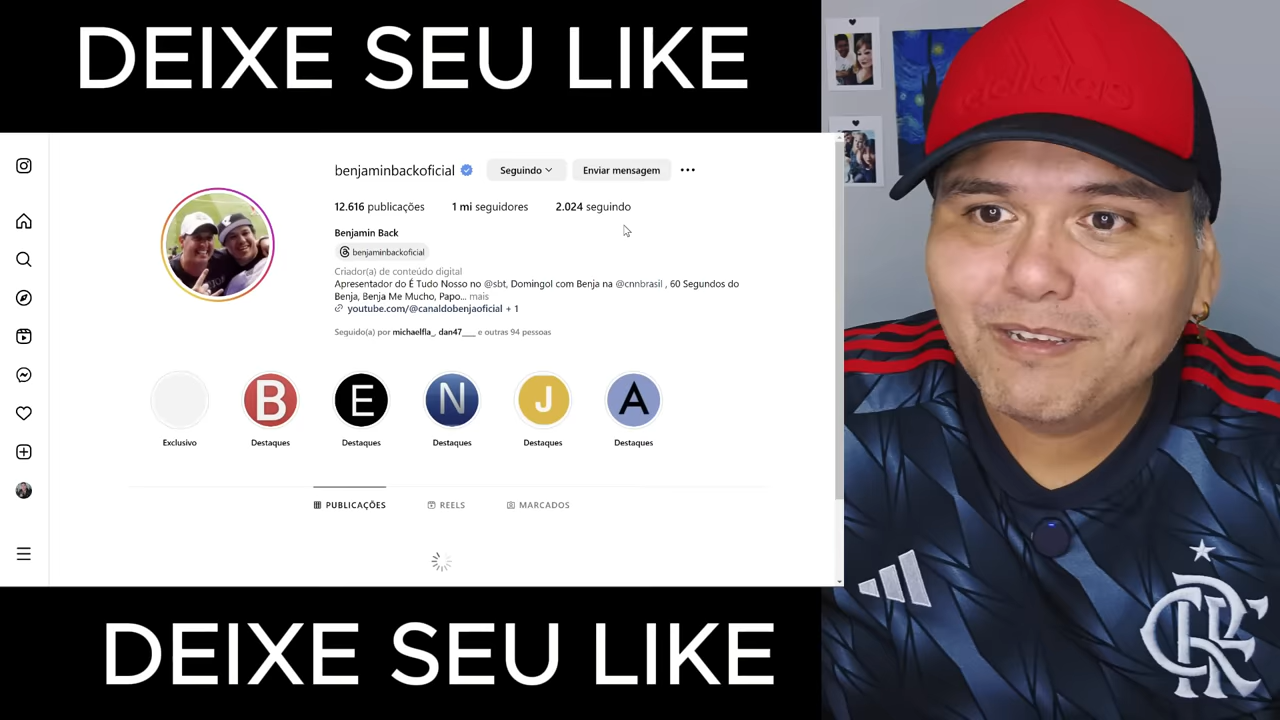 DEIXE SEU LIKE
adidas
benjaminbackoficial
Seguindo
Enviar mensagem
12.616 publicações
1 mi seguidores
2.024 seguindo
Benjamin Back
benjaminbackoficial
Criador(a) de conteúdo digital
Apresentador do É Tudo Nosso no @sbt, Domingol com Benja na @cnnbrasil , 60 Segundos do
Benja, Benja Me Mucho, Papo... mais
youtube.com/@canaldobenjaoficial + 1
Seguido(a) por michaelfla_, dan47___ e outras 94 pessoas
B
E
N
J
A
Exclusivo
Destaques
Destaques
Destaques
Destaques
Destaques
PUBLICAÇÕES
REELS
MARCADOS
CRF
DEIXE SEU LIKE